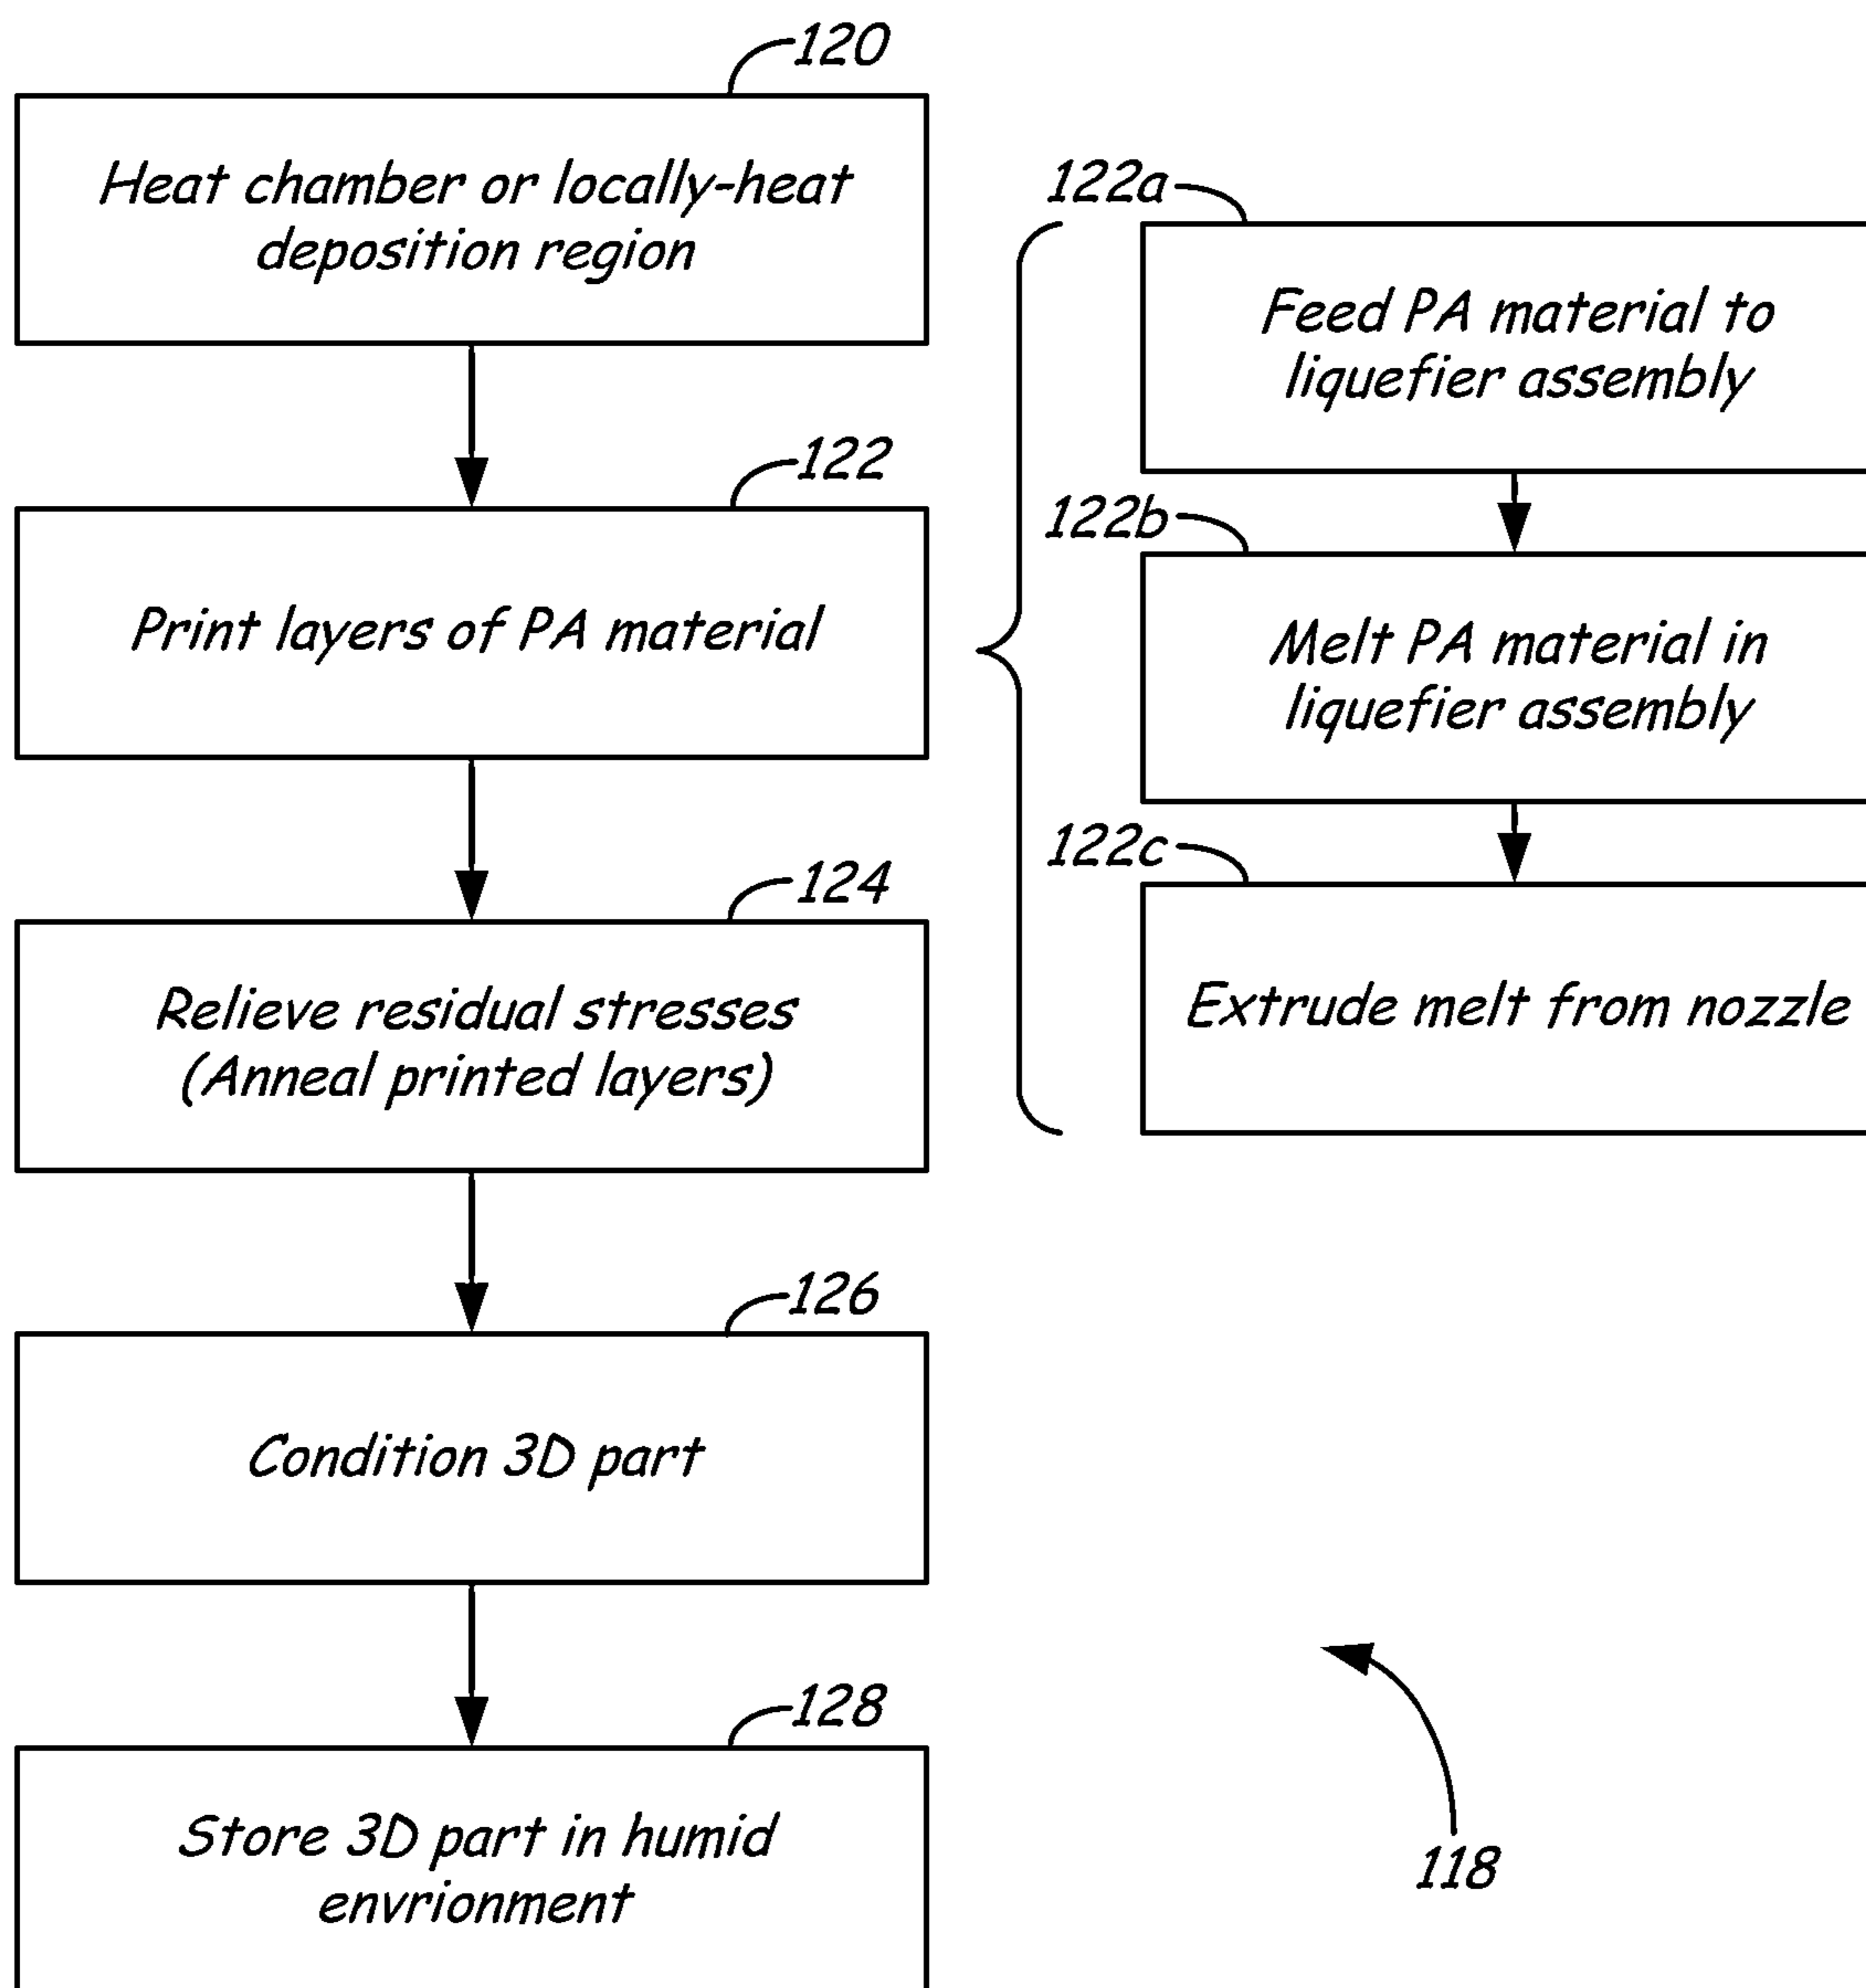 120
Heat chamber or locally-heat
deposition region
122
Print layers of PA material
124
Relieve residual stresses
(Anneal printed layers)
126
Condition 3D part
128
Store 3D part in humid
envrionment
122a
Feed PA material to
liquefier assembly
122b
Melt PA material in
liquefier assembly
122c
Extrude melt from nozzle
118